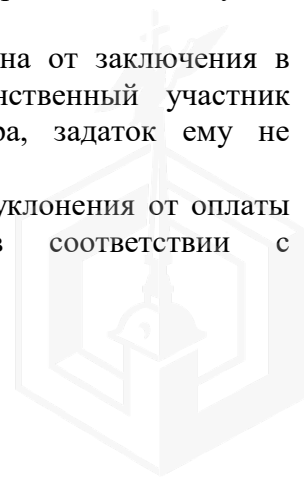 на от заключения в
нственный участник
ра, задаток ему не
уклонения от оплаты
в соответствии с